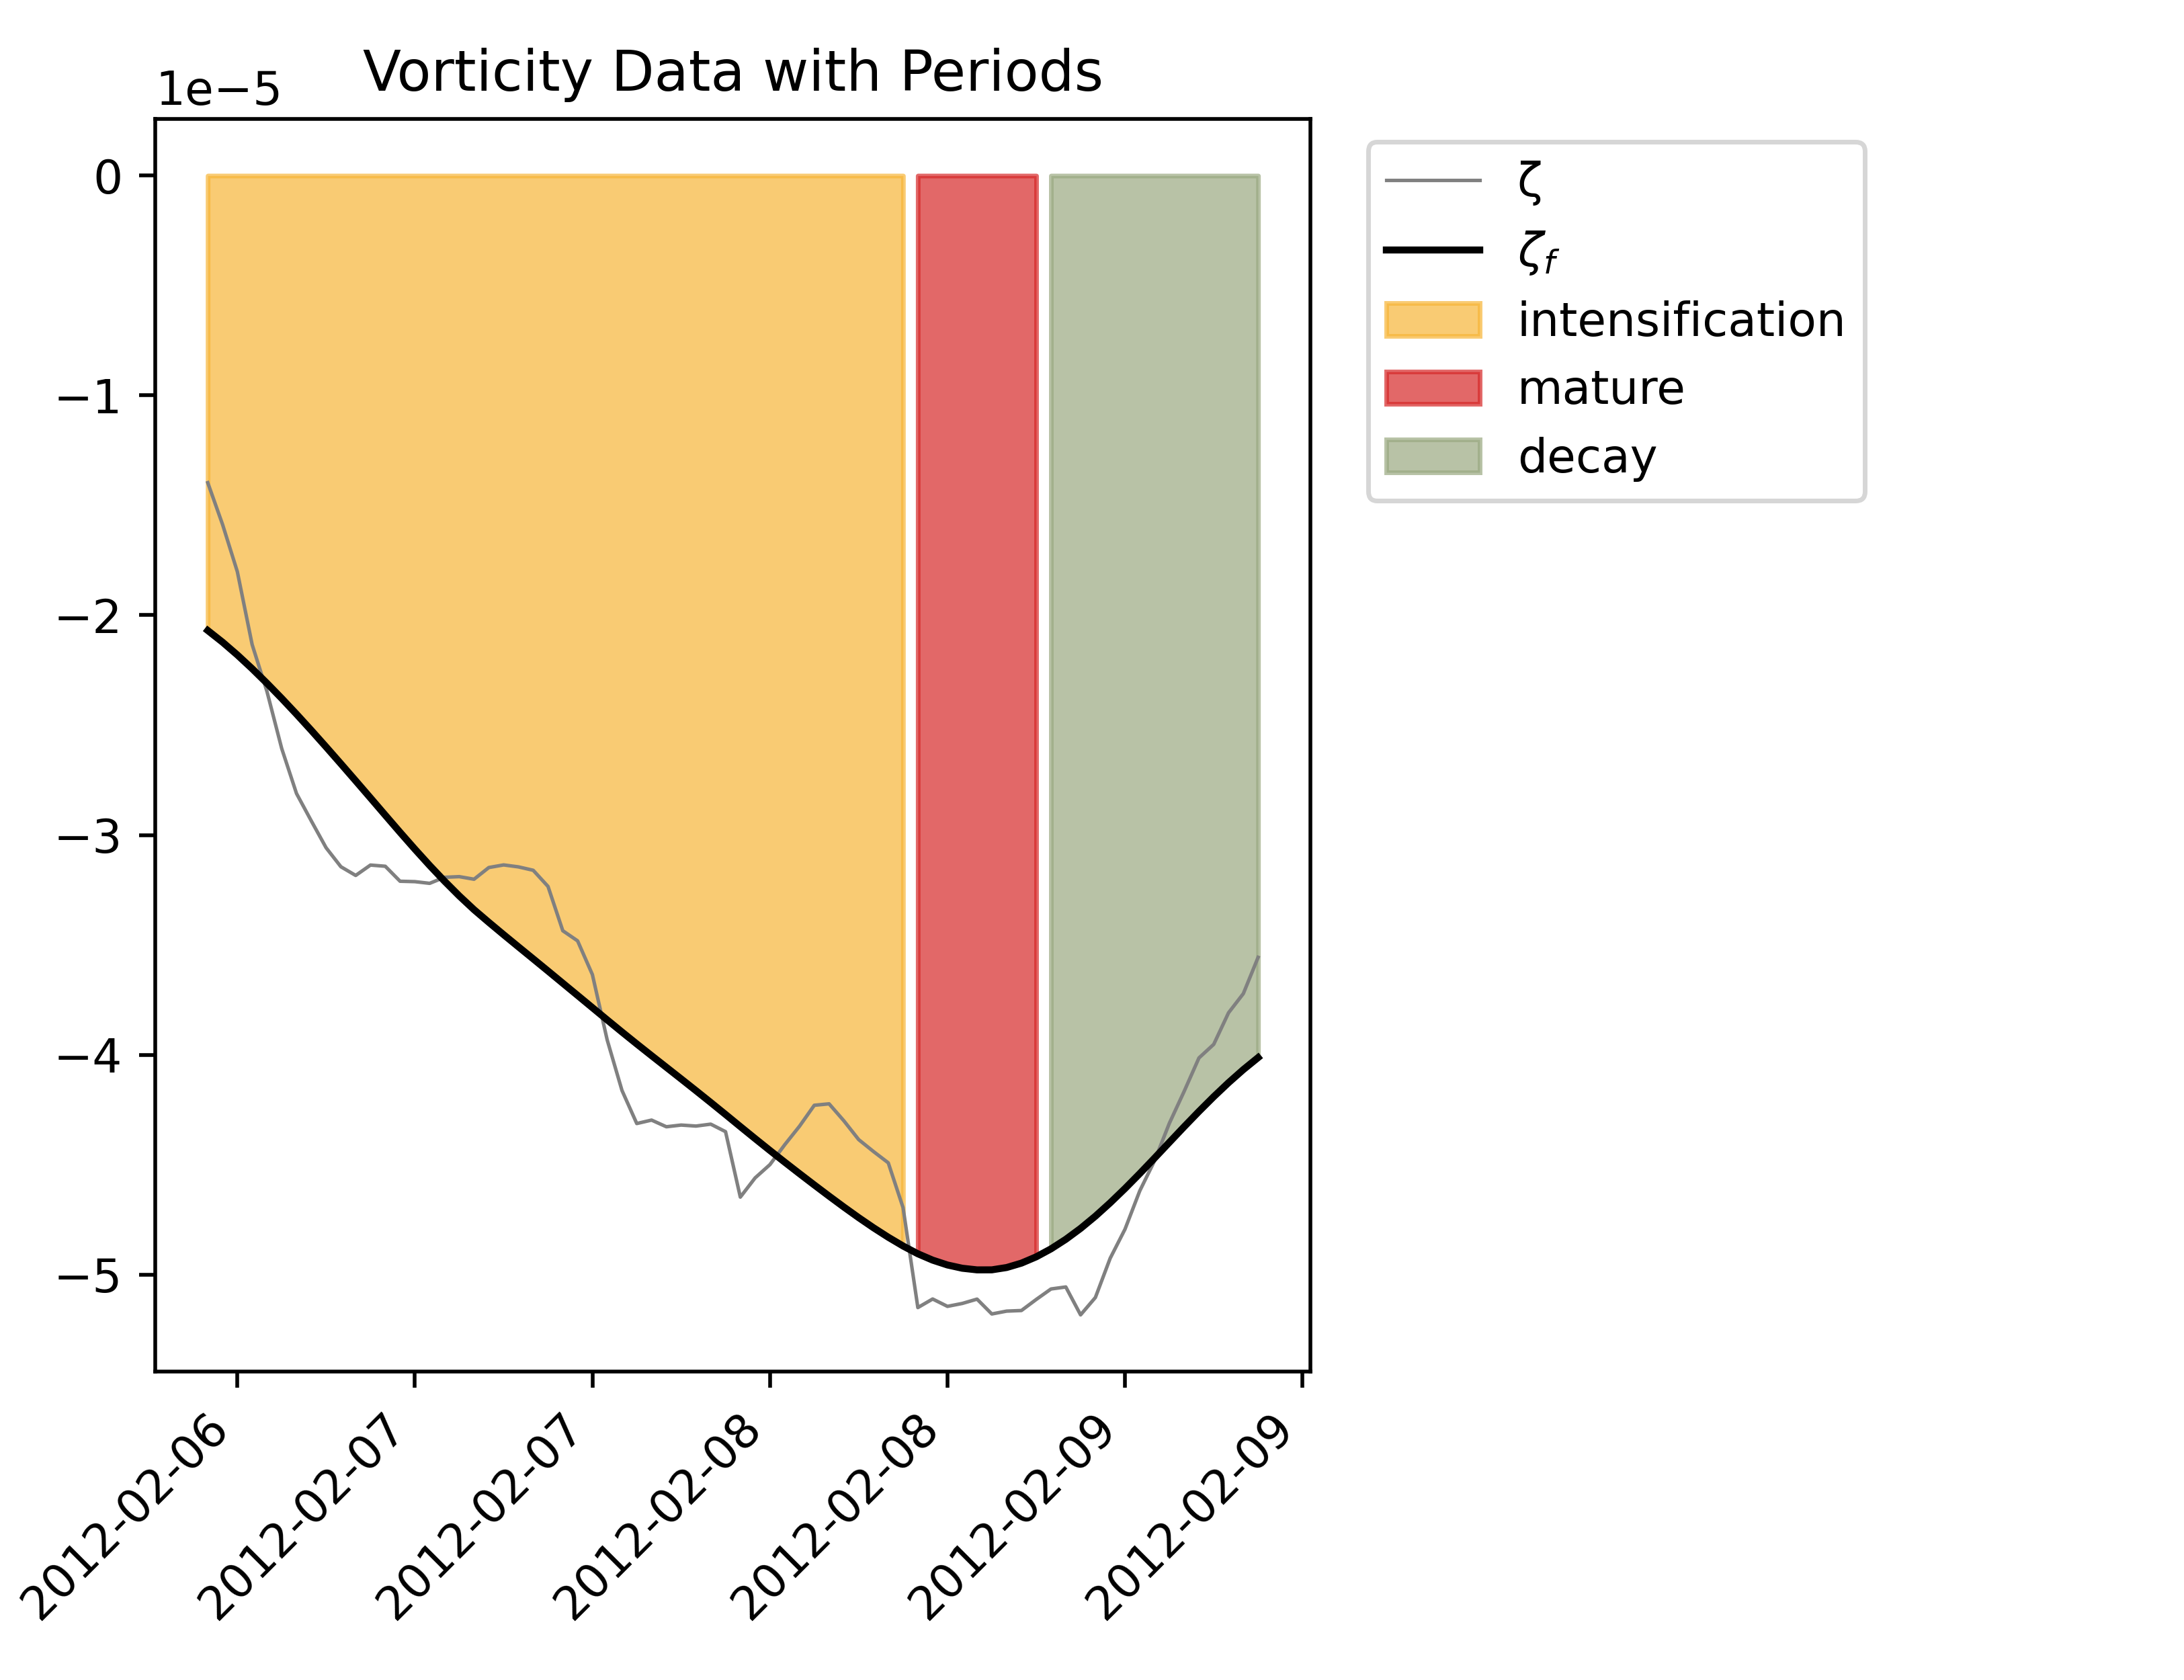 Vorticity Data with Periods
1e−5
0
−1
−2
−3
−4
−5
2012-02-06
2012-02-07
2012-02-07
2012-02-08
2012-02-08
2012-02-09
2012-02-09
ζ
ζf
intensification
mature
decay